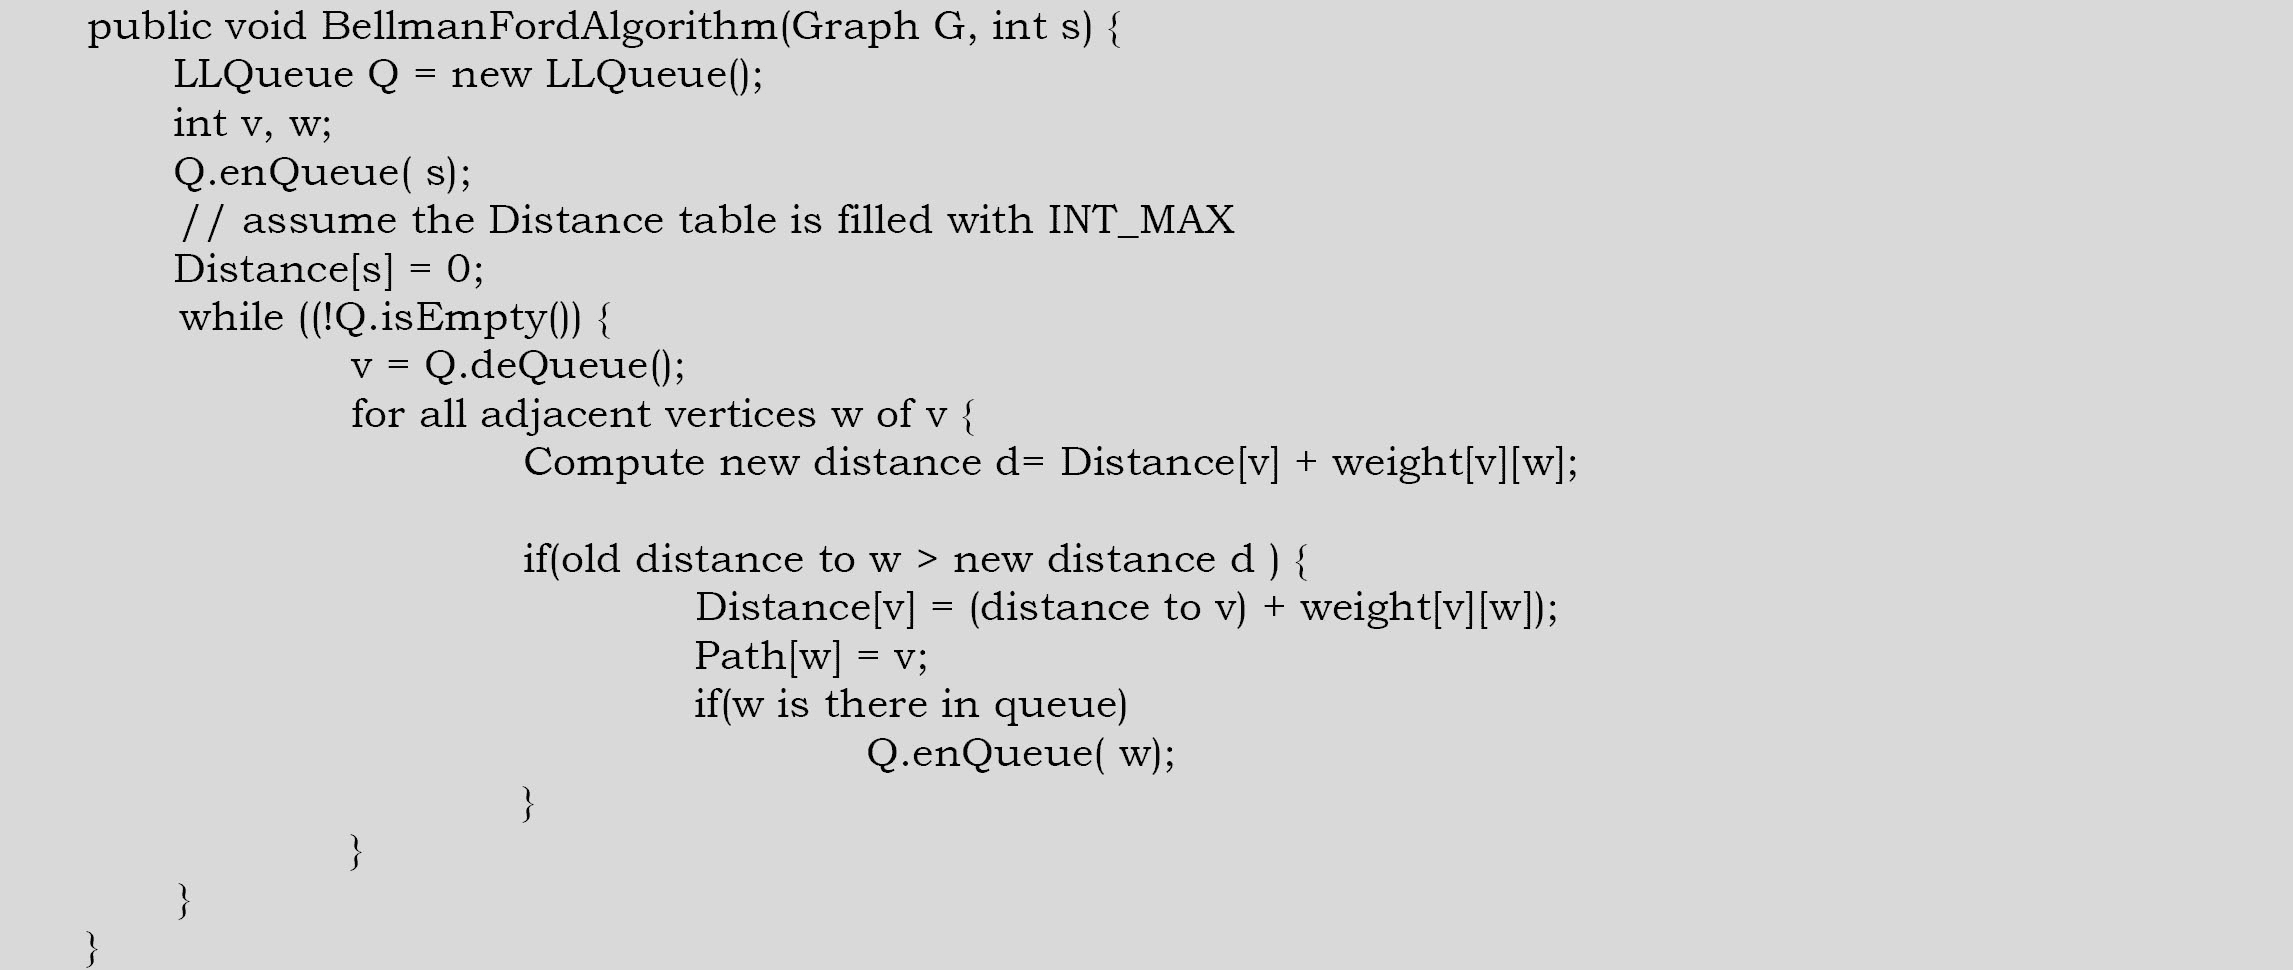 public void BellmanFordAlgorithm(Graph G, int s) {
LLQueue Q = new LLQueue();
int v, w;
Q.enQueue( s);
// assume the Distance table is filled with INT_MAX
Distance[s] = 0;
while ((!Q.isEmpty()) {
v = Q.deQueue();
for all adjacent vertices w of v {
Compute new distance d= Distance[v] + weight[v][w];
if(old distance to w > new distance d ) {
Distance[v] = (distance to v) + weight[v][w]);
Path[w] = v;
if(w is there in queue)
Q.enQueue( w);
}
}
}
}